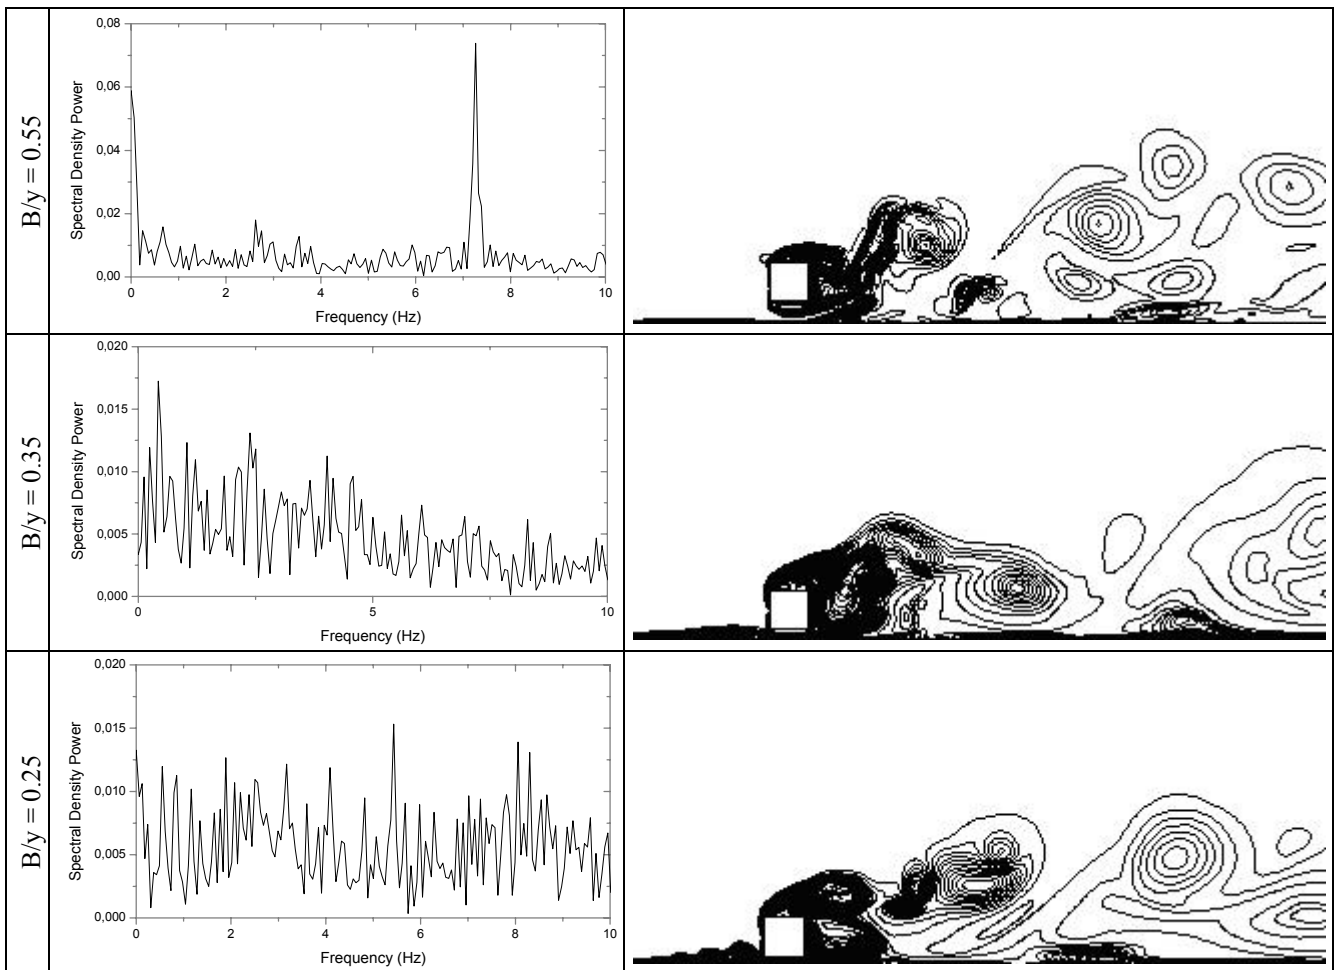 B/y = 0.55
Spectral Density Power
0,08
0,06
0,04
0,02
0,00
0 2 4 6 8 10
Frequency (Hz)
B/y = 0.35
Spectral Density Power
0,020
0,015
0,010
0,005
0,000
0 5 10
Frequency (Hz)
B/y = 0.25
Spectral Density Power
0,020
0,015
0,010
0,005
0,000
0 2 4 6 8 10
Frequency (Hz)